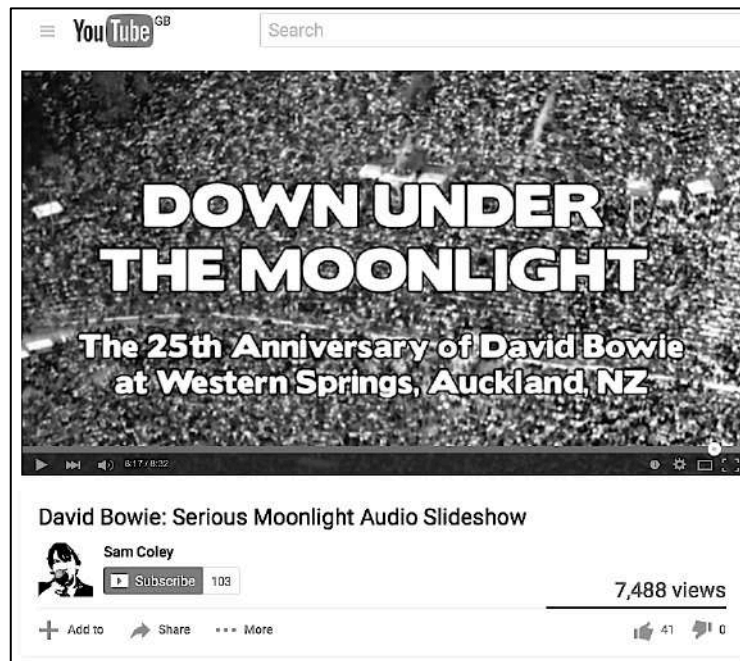 YouTube GB
Search
DOWN UNDER
THE MOONLIGHT
The 25th Anniversary of David Bowie
at Western Springs, Auckland, NZ
8:17 / 8:32
David Bowie: Serious Moonlight Audio Slideshow
Sam Coley
Subscribe 103
7,488 views
Add to Share More
41 0